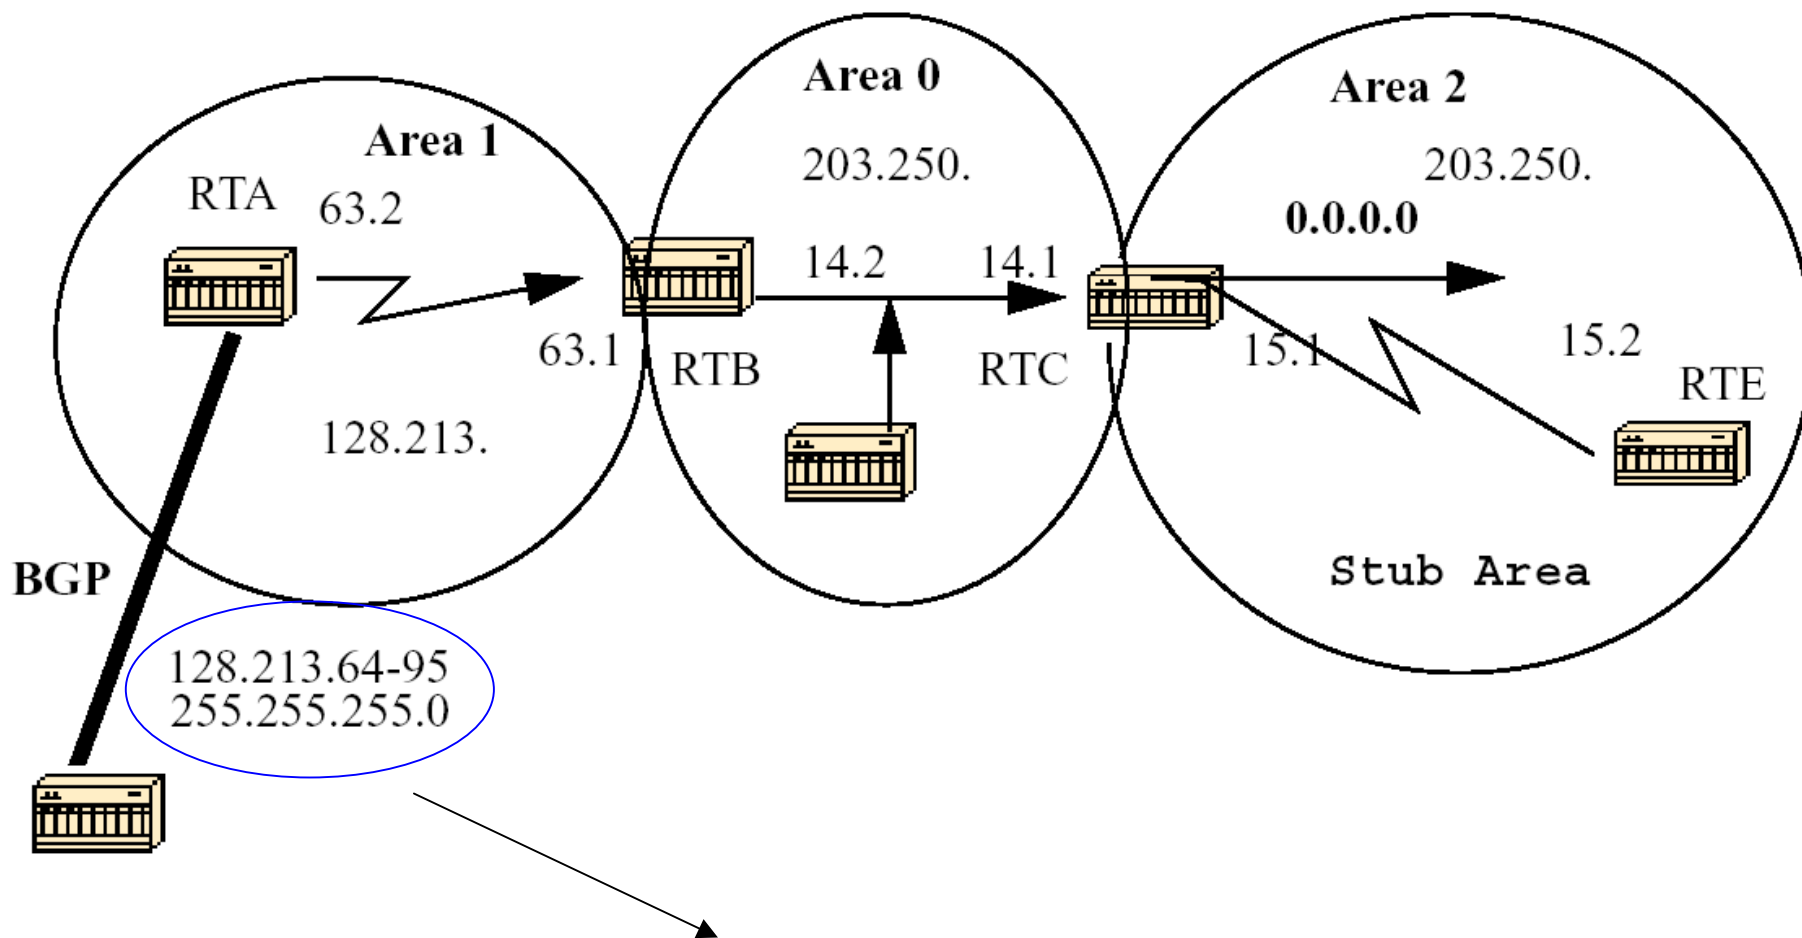 Area 1
RTA
63.2
63.1
128.213.
BGP
128.213.64-95
255.255.255.0
Area 0
203.250.
14.2
14.1
RTB
RTC
Area 2
203.250.
0.0.0.0
15.1
15.2
RTE
Stub Area